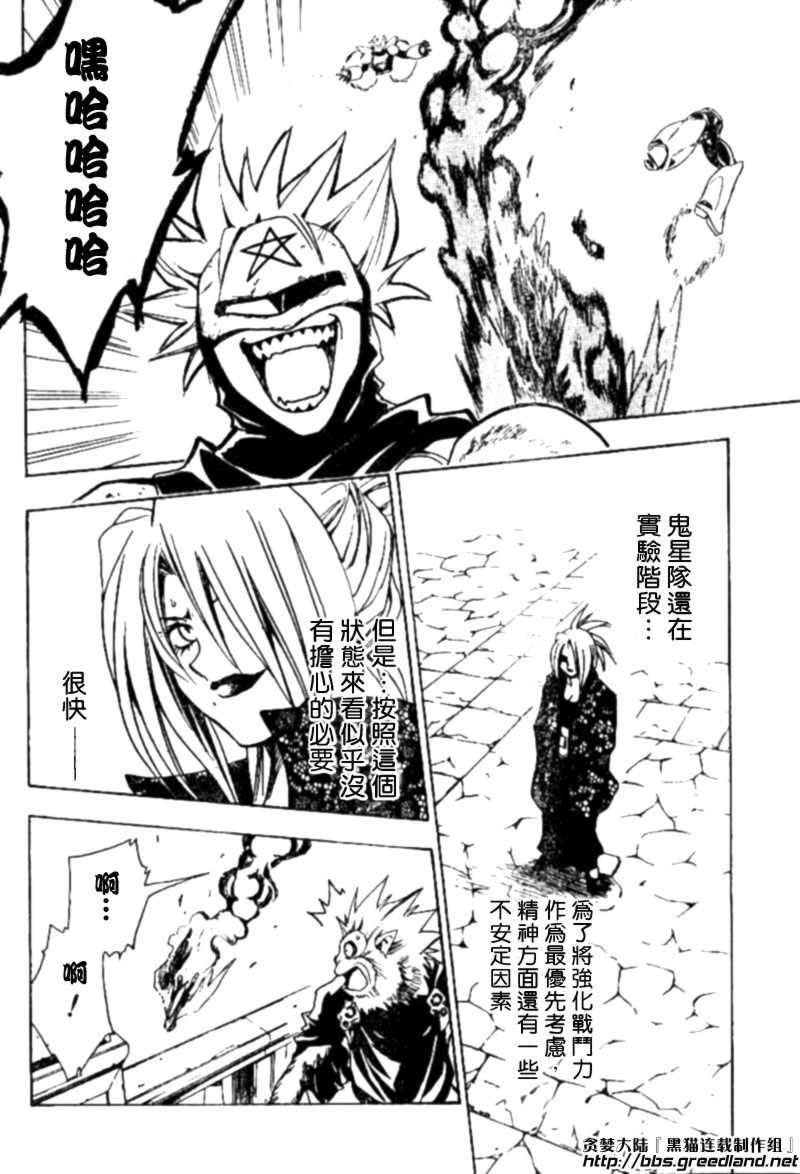 嘿哈哈哈哈
鬼星隊還在
實驗階段…
為了將強化戰鬥力
作為最優先考慮，
精神方面還有一些
不安定因素
但是…按照這個
狀態來看似乎沒
有擔心的必要
很快——
啊…
啊！
贪婪大陆『黑猫连载制作组』
http://bbs.greedland.net